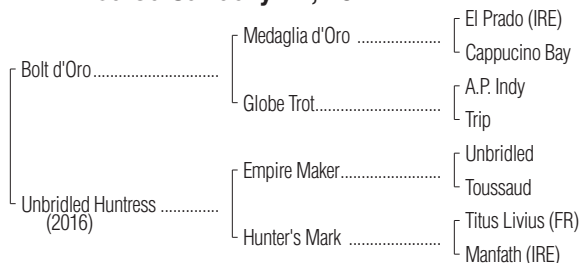 Medaglia d'Oro
El Prado (IRE)
Cappucino Bay
Bolt d'Oro
Globe Trot
A.P. Indy
Trip
Unbridled Huntress
(2016)
Empire Maker
Unbridled
Toussaud
Hunter's Mark
Titus Livius (FR)
Manfath (IRE)